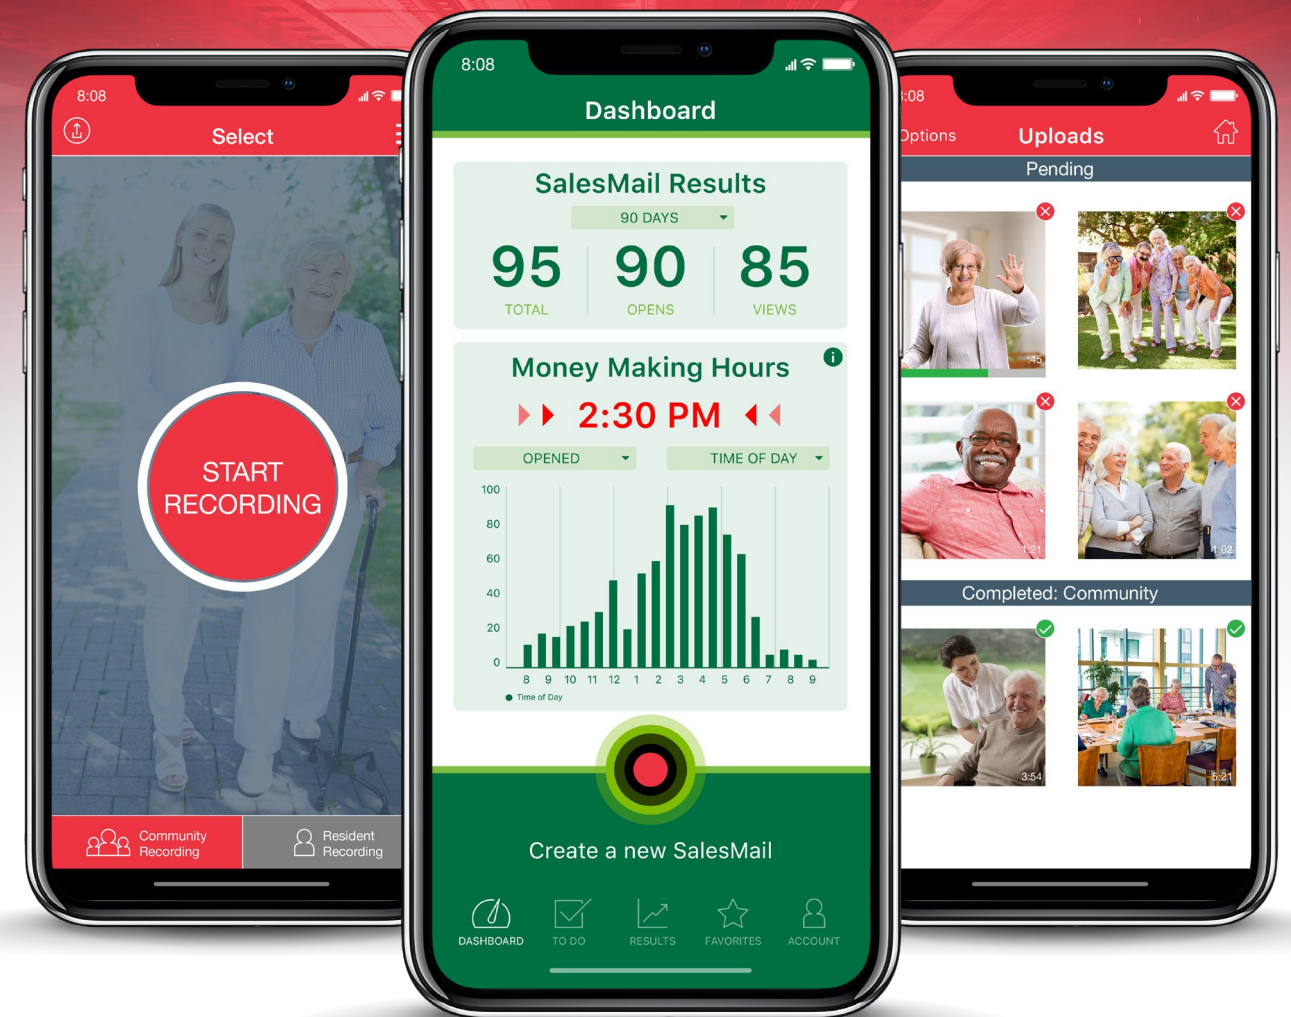 8:08
Select
START
RECORDING
Community
Recording
Resident
Recording
8:08
Dashboard
SalesMail Results
90 DAYS
95 90 85
TOTAL OPENS VIEWS
Money Making Hours
i
2:30 PM
OPENED TIME OF DAY
100
80
60
40
20
0
8 9 10 11 12 1 2 3 4 5 6 7 8 9
Time of Day
Create a new SalesMail
DASHBOARD TO DO RESULTS FAVORITES ACCOUNT
:08
Options Uploads
Pending
:45
1:21 1:02
Completed: Community
3:54 5:21